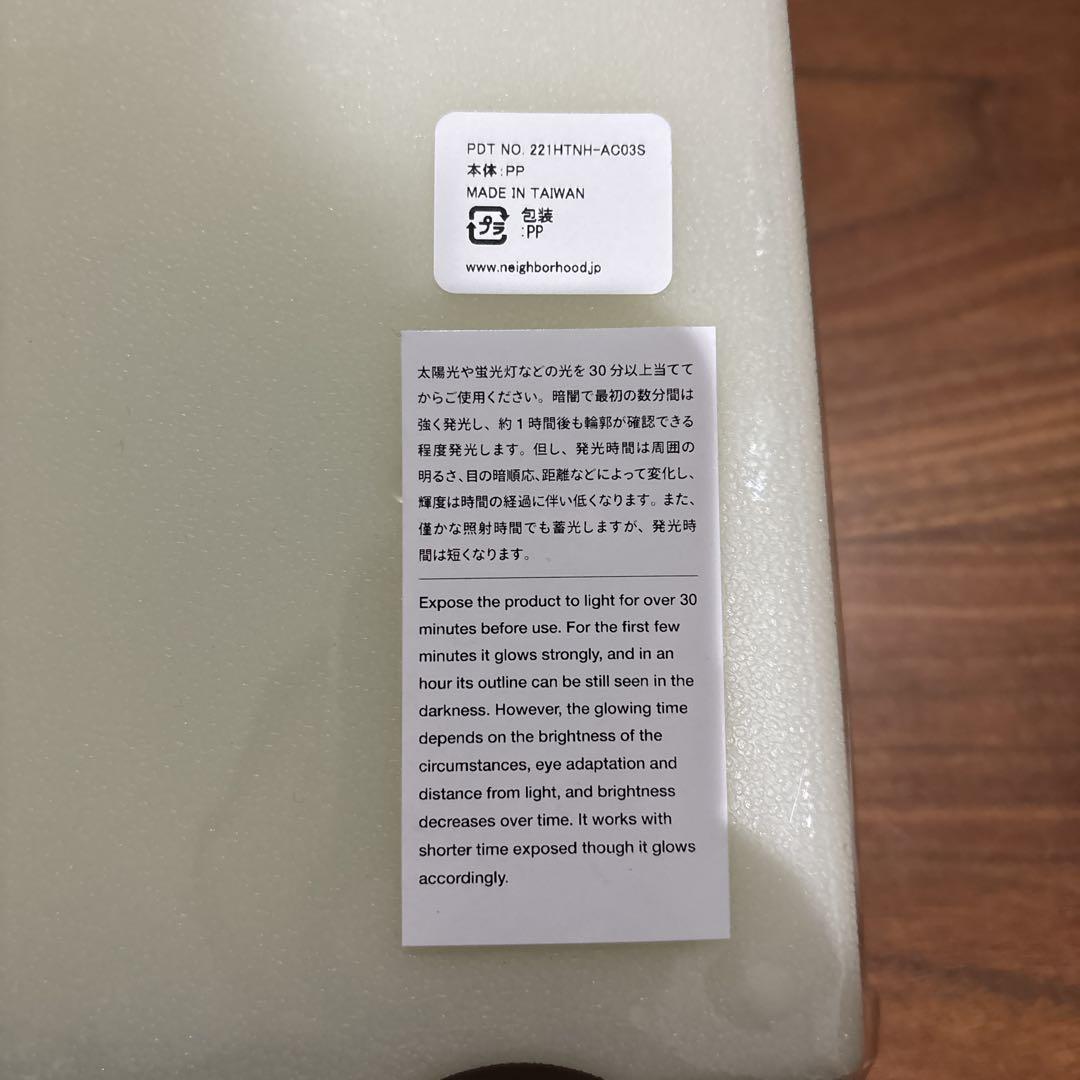 PDT NO. 221HTNH-AC03S
本体:PP
MADE IN TAIWAN
プラ 包装
:PP
www.neighborhood.jp
太陽光や蛍光灯などの光を30分以上当てて
からご使用ください。暗闇で最初の数分間は
強く発光し、約1時間後も輪郭が確認できる
程度発光します。但し、発光時間は周囲の
明るさ、目の暗順応、距離などによって変化し、
輝度は時間の経過に伴い低くなります。また、
僅かな照射時間でも蓄光しますが、発光時
間は短くなります。
Expose the product to light for over 30
minutes before use. For the first few
minutes it glows strongly, and in an
hour its outline can be still seen in the
darkness. However, the glowing time
depends on the brightness of the
circumstances, eye adaptation and
distance from light, and brightness
decreases over time. It works with
shorter time exposed though it glows
accordingly.